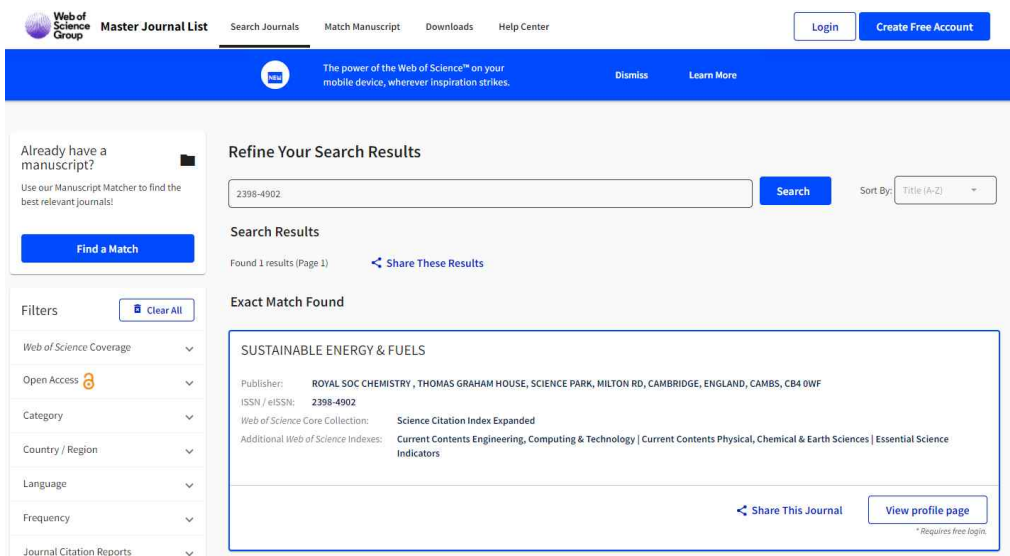 Web of
Science
Group
Master Journal List
Search Journals
Match Manuscript
Downloads
Help Center
Login
Create Free Account
NEW
The power of the Web of Science™ on your
mobile device, wherever inspiration strikes.
Dismiss
Learn More
Already have a
manuscript?
Use our Manuscript Matcher to find the
best relevant journals!
Find a Match
Filters
Clear All
Web of Science Coverage
Open Access
Category
Country / Region
Language
Frequency
Journal Citation Reports
Refine Your Search Results
2398-4902
Search
Sort By:
Title (A-Z)
Search Results
Found 1 results (Page 1)
Share These Results
Exact Match Found
SUSTAINABLE ENERGY & FUELS
Publisher: ROYAL SOC CHEMISTRY , THOMAS GRAHAM HOUSE, SCIENCE PARK, MILTON RD, CAMBRIDGE, ENGLAND, CAMBS, CB4 0WF
ISSN / eISSN: 2398-4902
Web of Science Core Collection: Science Citation Index Expanded
Additional Web of Science Indexes: Current Contents Engineering, Computing & Technology | Current Contents Physical, Chemical & Earth Sciences | Essential Science
Indicators
Share This Journal
View profile page
* Requires free login.